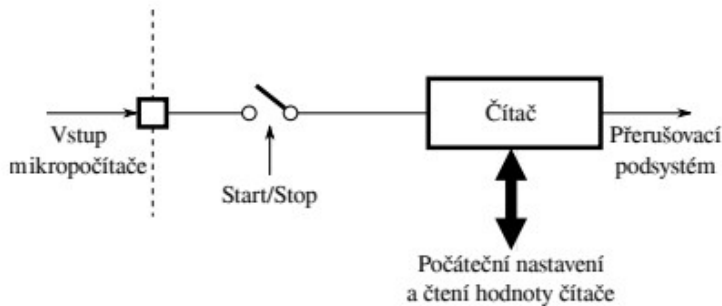 Vstup
mikropočítače
Start/Stop
Čítač
Přerušovací
podsystém
Počáteční nastavení
a čtení hodnoty čítače